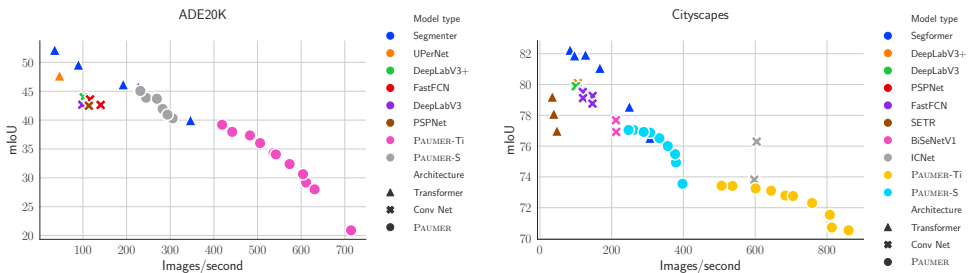 ADE20K
mIoU
50
45
40
35
30
25
20
100 200 300 400 500 600 700
Images/second
Model type
Segmenter
UPerNet
DeepLabV3+
FastFCN
DeepLabV3
PSPNet
PAUMER-Ti
PAUMER-S
Architecture
Transformer
Conv Net
PAUMER
Cityscapes
mIoU
82
80
78
76
74
72
70
0 200 400 600 800
Images/second
Model type
Segformer
DeepLabV3+
DeepLabV3
PSPNet
FastFCN
SETR
BiSeNetV1
ICNet
PAUMER-Ti
PAUMER-S
Architecture
Transformer
Conv Net
PAUMER